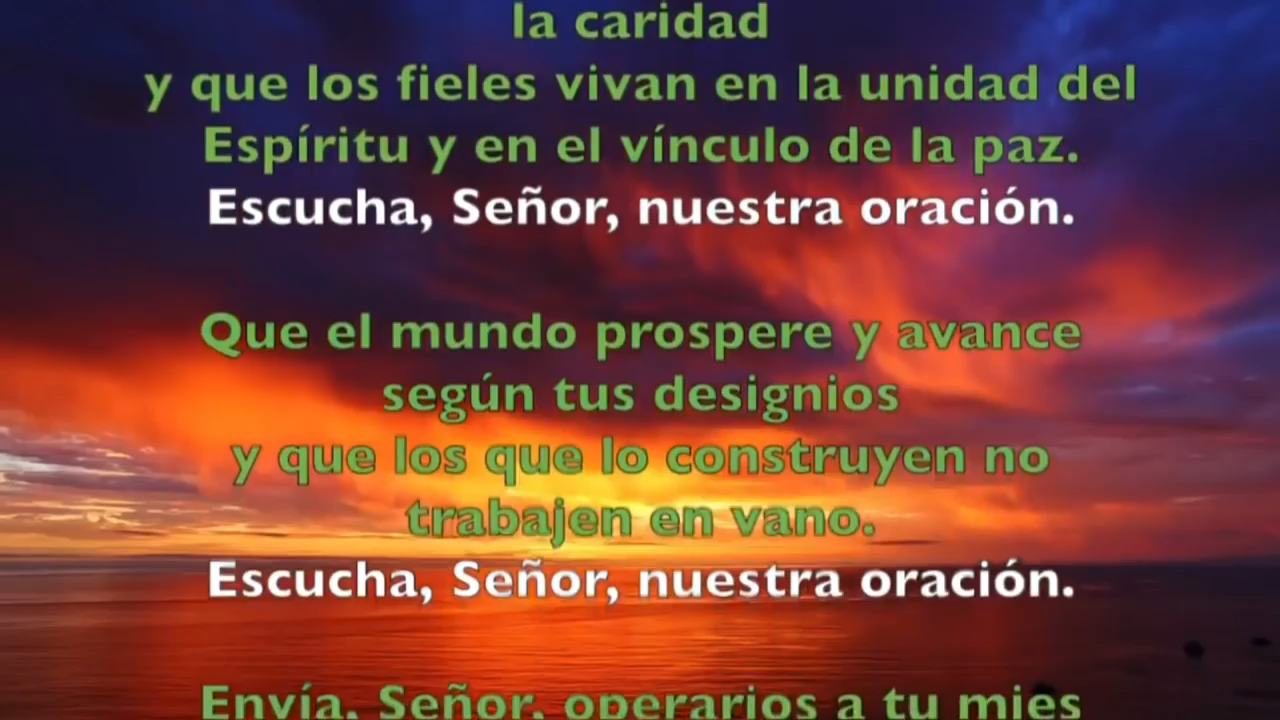 la caridad
y que los fieles vivan en la unidad del
Espíritu y en el vínculo de la paz.
Escucha, Señor, nuestra oración.
Que el mundo prospere y avance
según tus designios
y que los que lo construyen no
trabajen en vano.
Escucha, Señor, nuestra oración.
Envía, Señor, operarios a tu mies